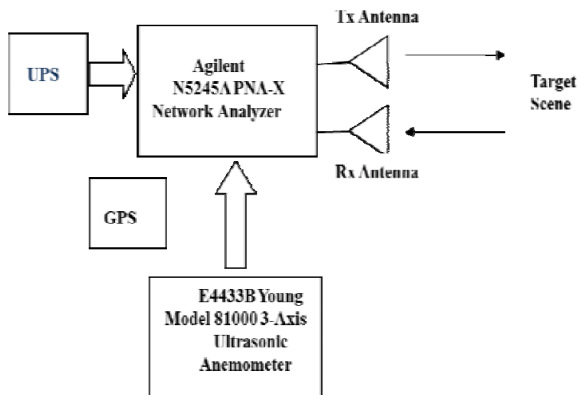 Tx Antenna
UPS
Agilent
N5245A PNA-X
Network Analyzer
Target
Scene
Rx Antenna
GPS
E4433B Young
Model 81000 3-Axis
Ultrasonic
Anemometer